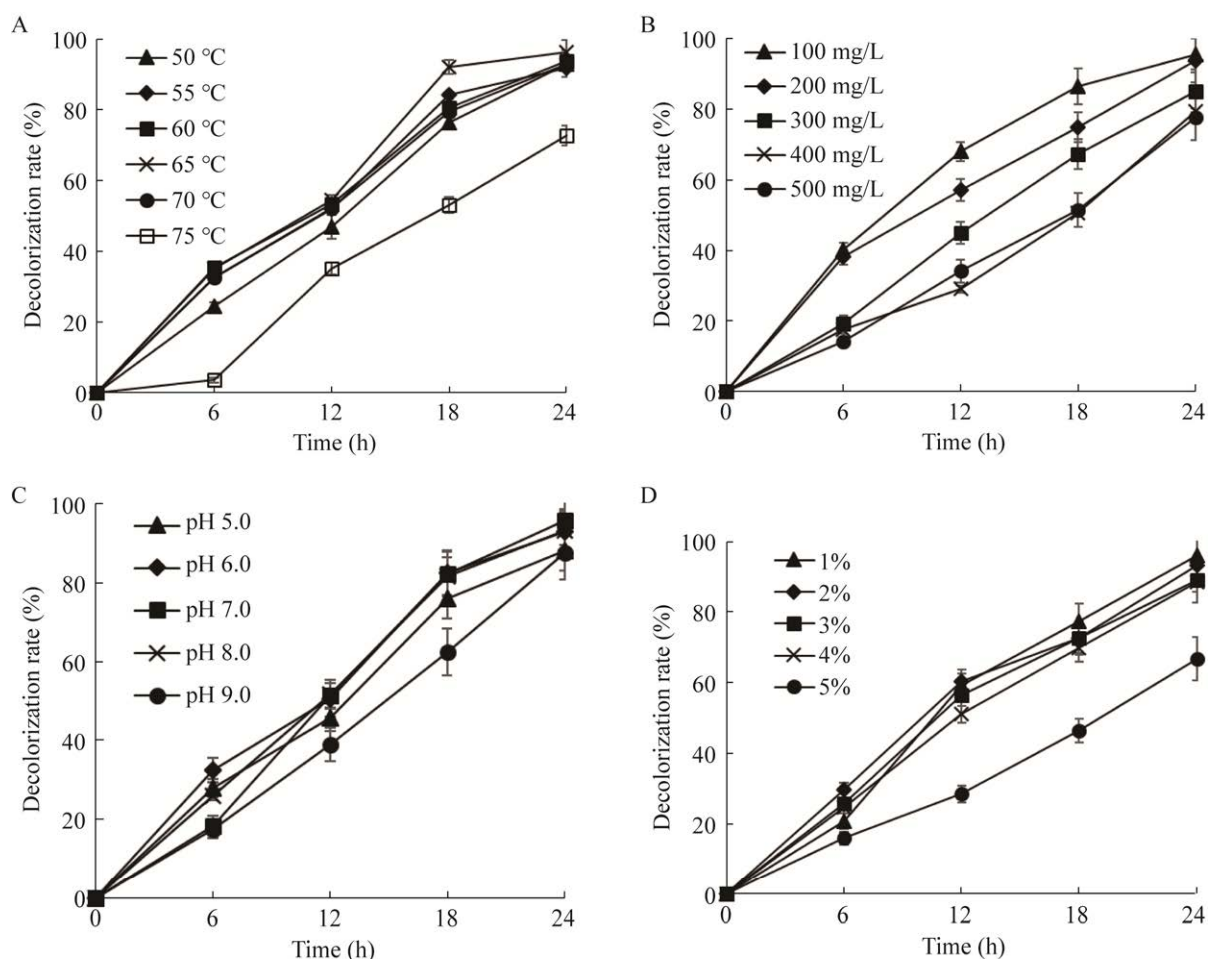 A
50 °C
55 °C
60 °C
65 °C
70 °C
75 °C
Decolorization rate (%)
100
80
60
40
20
0
0 6 12 18 24
Time (h)
B
100 mg/L
200 mg/L
300 mg/L
400 mg/L
500 mg/L
Decolorization rate (%)
100
80
60
40
20
0
0 6 12 18 24
Time (h)
C
pH 5.0
pH 6.0
pH 7.0
pH 8.0
pH 9.0
Decolorization rate (%)
100
80
60
40
20
0
0 6 12 18 24
Time (h)
D
1%
2%
3%
4%
5%
Decolorization rate (%)
100
80
60
40
20
0
0 6 12 18 24
Time (h)